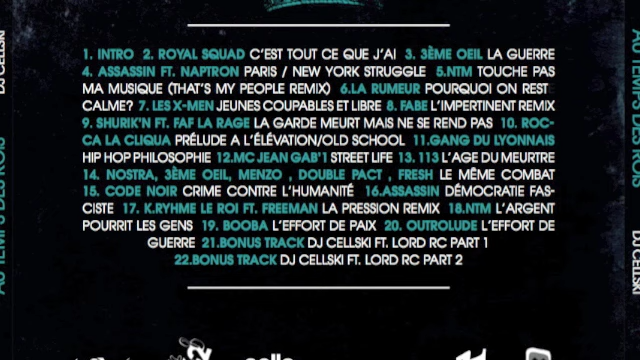 1. INTRO 2. ROYAL SQUAD C'EST TOUT CE QUE J'AI 3. 3ÈME OEIL LA GUERRE
4. ASSASSIN FT. NAPTRON PARIS / NEW YORK STRUGGLE 5.NTM TOUCHE PAS
MA MUSIQUE (THAT'S MY PEOPLE REMIX) 6.LA RUMEUR POURQUOI ON REST
CALME? 7. LES X-MEN JEUNES COUPABLES ET LIBRE 8. FABE L'IMPERTINENT REMIX
9. SHURIK'N FT. FAF LA RAGE LA GARDE MEURT MAIS NE SE REND PAS 10. ROC-
CA LA CLIQUA PRÉLUDE A L'ÉLÉVATION/OLD SCHOOL 11.GANG DU LYONNAIS
HIP HOP PHILOSOPHIE 12.MC JEAN GAB'1 STREET LIFE 13. 113 L'AGE DU MEURTRE
14. NOSTRA, 3ÈME OEIL, MENZO , DOUBLE PACT , FRESH LE MÊME COMBAT
15. CODE NOIR CRIME CONTRE L'HUMANITÉ 16.ASSASSIN DÉMOCRATIE FAS-
CISTE 17. K.RYHME LE ROI FT. FREEMAN LA PRESSION REMIX 18.NTM L'ARGENT
POURRIT LES GENS 19. BOOBA L'EFFORT DE PAIX 20. OUTROLUDE L'EFFORT DE
GUERRE 21.BONUS TRACK DJ CELLSKI FT. LORD RC PART 1
22.BONUS TRACK DJ CELLSKI FT. LORD RC PART 2
AU TEMPS DES ROIS DJ CELLSKI
AU TEMPS DES ROIS DJ CELLSKI